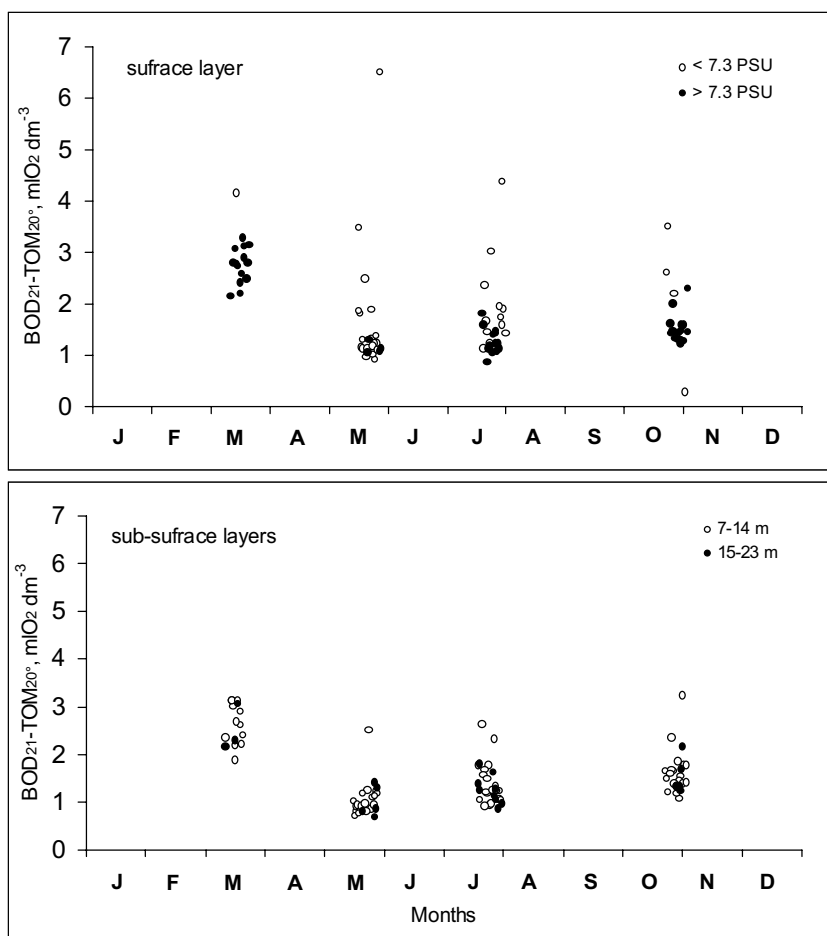 7
sufrace layer
< 7.3 PSU
6
> 7.3 PSU
5
4
3
2
1
0
BOD21-TOM20°, mlO2 dm-3
J F M A M J J A S O N D
7
sub-sufrace layers
7-14 m
6
15-23 m
5
4
3
2
1
0
BOD21-TOM20°, mlO2 dm-3
J F M A M J J A S O N D
Months